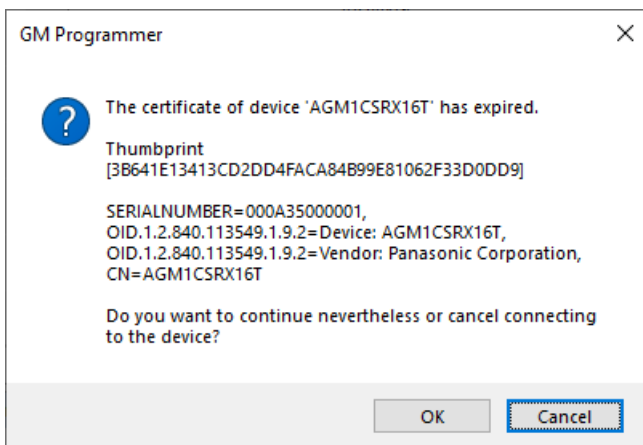 GM Programmer
The certificate of device 'AGM1CSRX16T' has expired.
Thumbprint
[3B641E13413CD2DD4FACA84B99E81062F33D0DD9]
SERIALNUMBER=000A35000001,
OID.1.2.840.113549.1.9.2=Device: AGM1CSRX16T,
OID.1.2.840.113549.1.9.2=Vendor: Panasonic Corporation,
CN=AGM1CSRX16T
Do you want to continue nevertheless or cancel connecting
to the device?
OK
Cancel